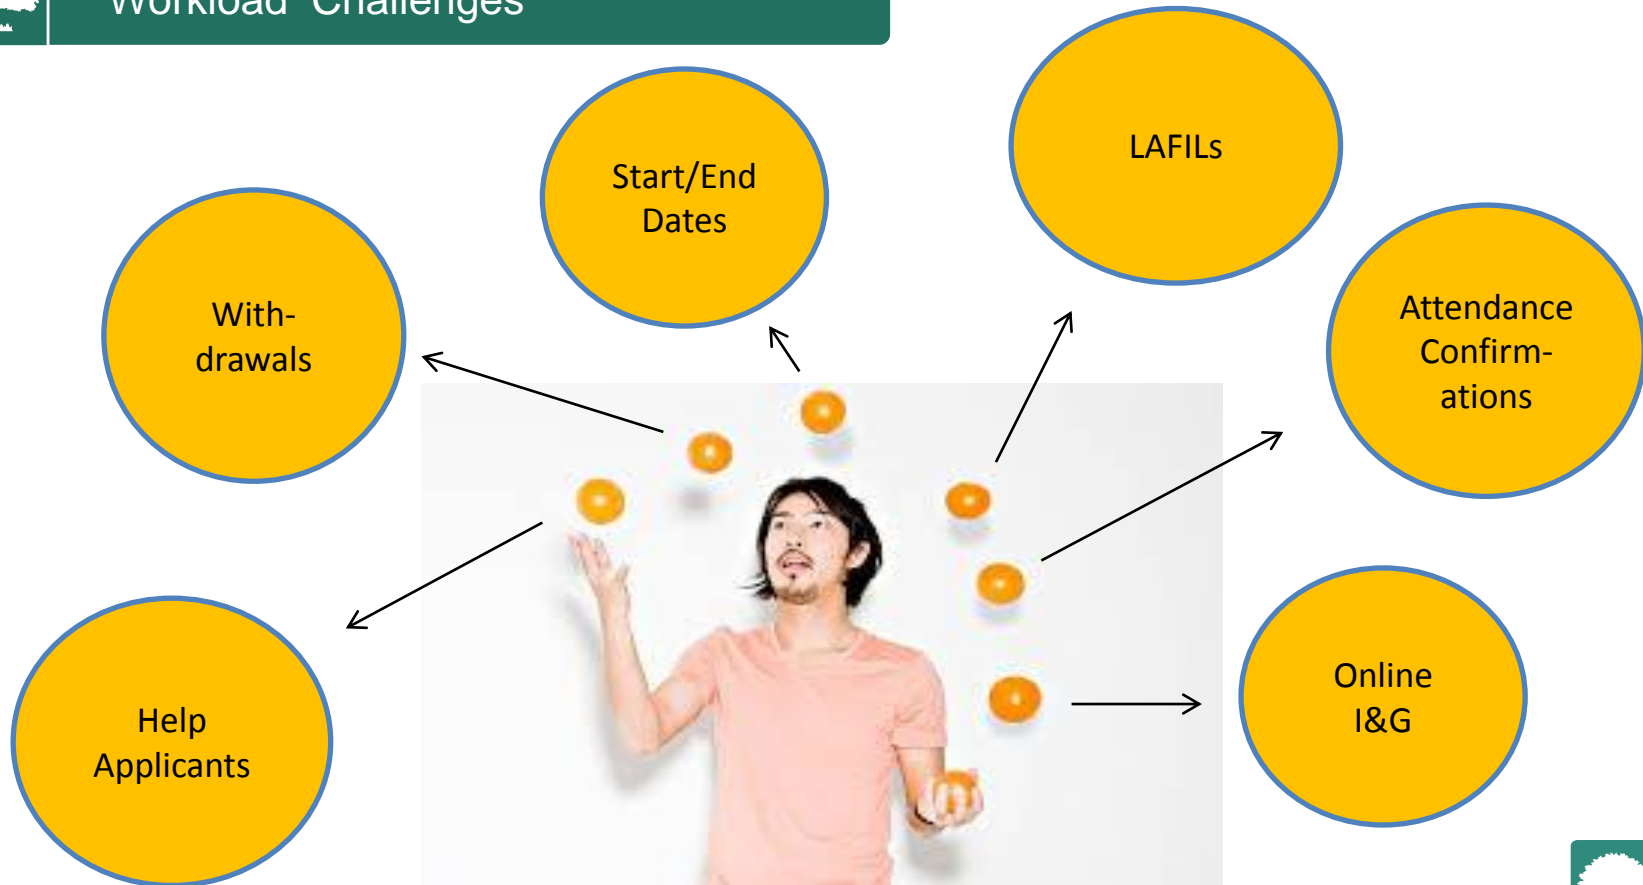 Workload Challenges
LAFILs
Start/End
Dates
With-
drawals
Attendance
Confirm-
ations
Online
I&G
Help
Applicants